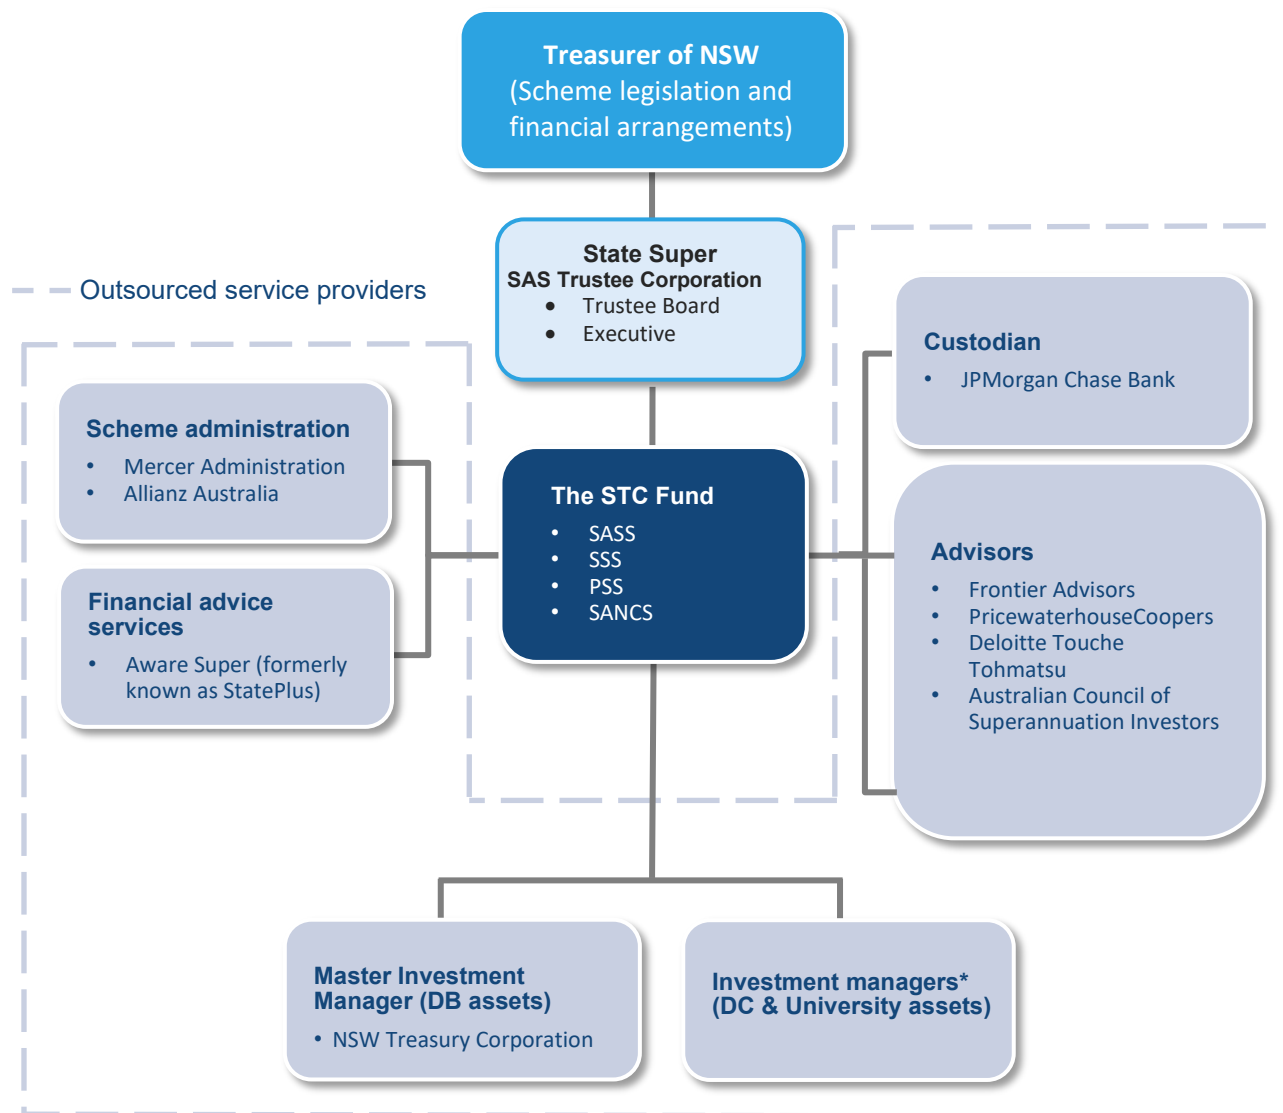 Treasurer of NSW
(Scheme legislation and
financial arrangements)
State Super
SAS Trustee Corporation
• Trustee Board
• Executive
Outsourced service providers
Scheme administration
• Mercer Administration
• Allianz Australia
Financial advice
services
• Aware Super (formerly
known as StatePlus)
The STC Fund
• SASS
• SSS
• PSS
• SANCS
Custodian
• JPMorgan Chase Bank
Advisors
• Frontier Advisors
• PricewaterhouseCoopers
• Deloitte Touche
Tohmatsu
• Australian Council of
Superannuation Investors
Master Investment
Manager (DB assets)
• NSW Treasury Corporation
Investment managers*
(DC & University assets)